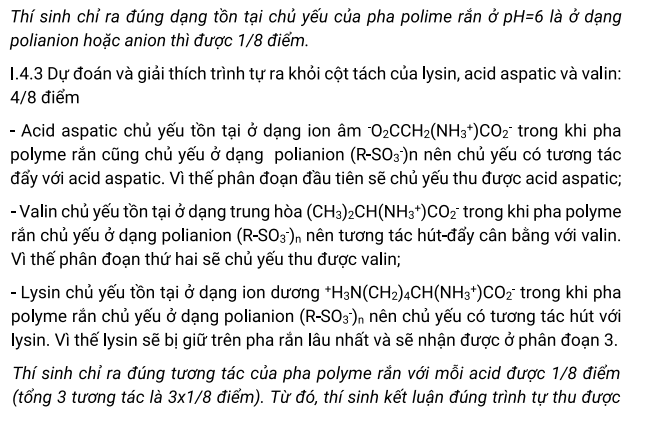 Thí sinh chỉ ra đúng dạng tồn tại chủ yếu của pha polime rắn ở pH=6 là ở dạng
polianion hoặc anion thì được 1/8 điểm.
I.4.3 Dự đoán và giải thích trình tự ra khỏi cột tách của lysin, acid aspatic và valin:
4/8 điểm
- Acid aspatic chủ yếu tồn tại ở dạng ion âm ⁻O₂CCH₂(NH₃⁺)CO₂⁻ trong khi pha
polyme rắn cũng chủ yếu ở dạng polianion (R-SO₃⁻)n nên chủ yếu có tương tác
đẩy với acid aspatic. Vì thế phân đoạn đầu tiên sẽ chủ yếu thu được acid aspatic;
- Valin chủ yếu tồn tại ở dạng trung hòa (CH₃)₂CH(NH₃⁺)CO₂⁻ trong khi pha polyme
rắn chủ yếu ở dạng polianion (R-SO₃⁻)ₙ nên tương tác hút-đẩy cân bằng với valin.
Vì thế phân đoạn thứ hai sẽ chủ yếu thu được valin;
- Lysin chủ yếu tồn tại ở dạng ion dương ⁺H₃N(CH₂)₄CH(NH₃⁺)CO₂⁻ trong khi pha
polyme rắn chủ yếu ở dạng polianion (R-SO₃⁻)ₙ nên chủ yếu có tương tác hút với
lysin. Vì thế lysin sẽ bị giữ trên pha rắn lâu nhất và sẽ nhận được ở phân đoạn 3.
Thí sinh chỉ ra đúng tương tác của pha polyme rắn với mỗi acid được 1/8 điểm
(tổng 3 tương tác là 3x1/8 điểm). Từ đó, thí sinh kết luận đúng trình tự thu được